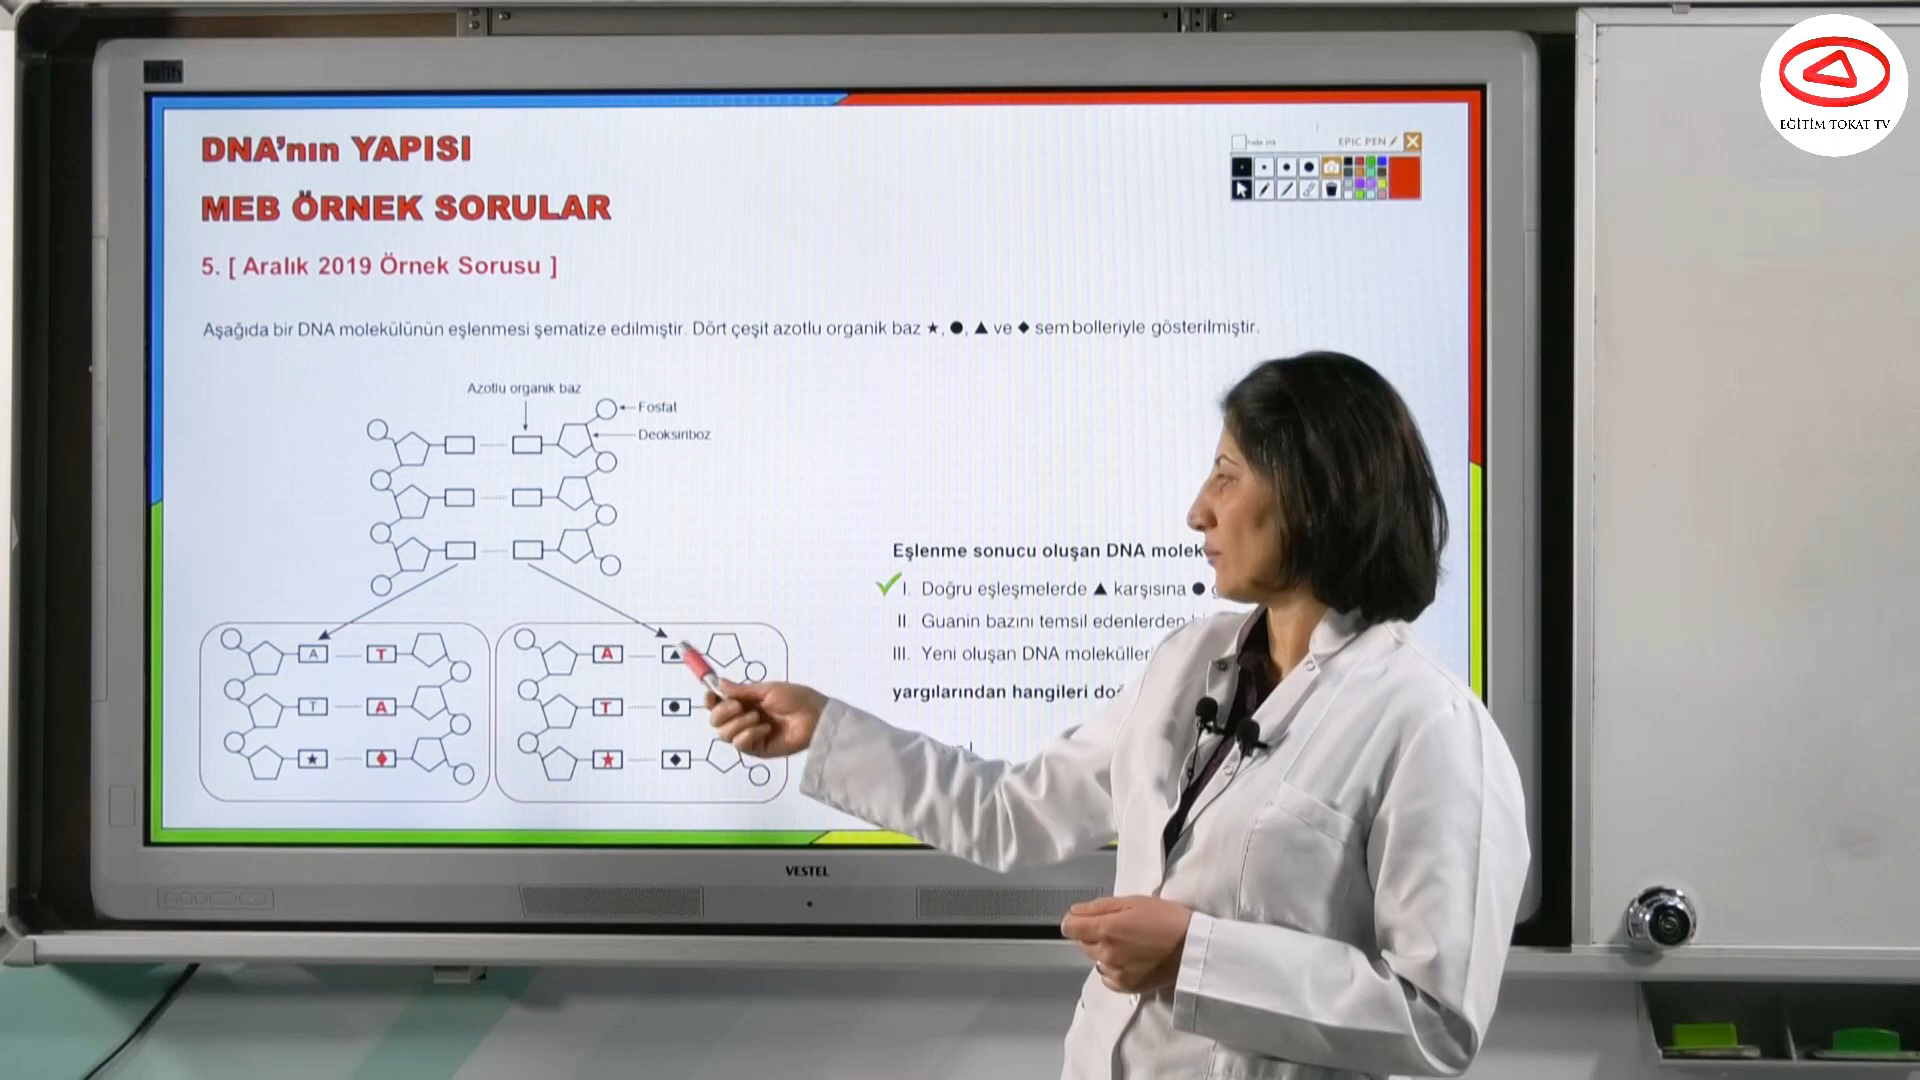 EĞİTİM TOKAT TV
DNA’nın YAPISI
MEB ÖRNEK SORULAR
EPIC PEN
5. [ Aralık 2019 Örnek Sorusu ]
Aşağıda bir DNA molekülünün eşlenmesi şematize edilmiştir. Dört çeşit azotlu organik baz ★, ●, ▲ ve ◆ sembolleriyle gösterilmiştir.
Azotlu organik baz
Fosfat
Deoksiriboz
Eşlenme sonucu oluşan DNA molek
✓ I. Doğru eşleşmelerde ▲ karşısına ●
II. Guanin bazını temsil edenlerden
III. Yeni oluşan DNA moleküller
yargılarından hangileri doğ
A T
T A
★ ♦
A ▲
T ●
★ ◆
VESTEL